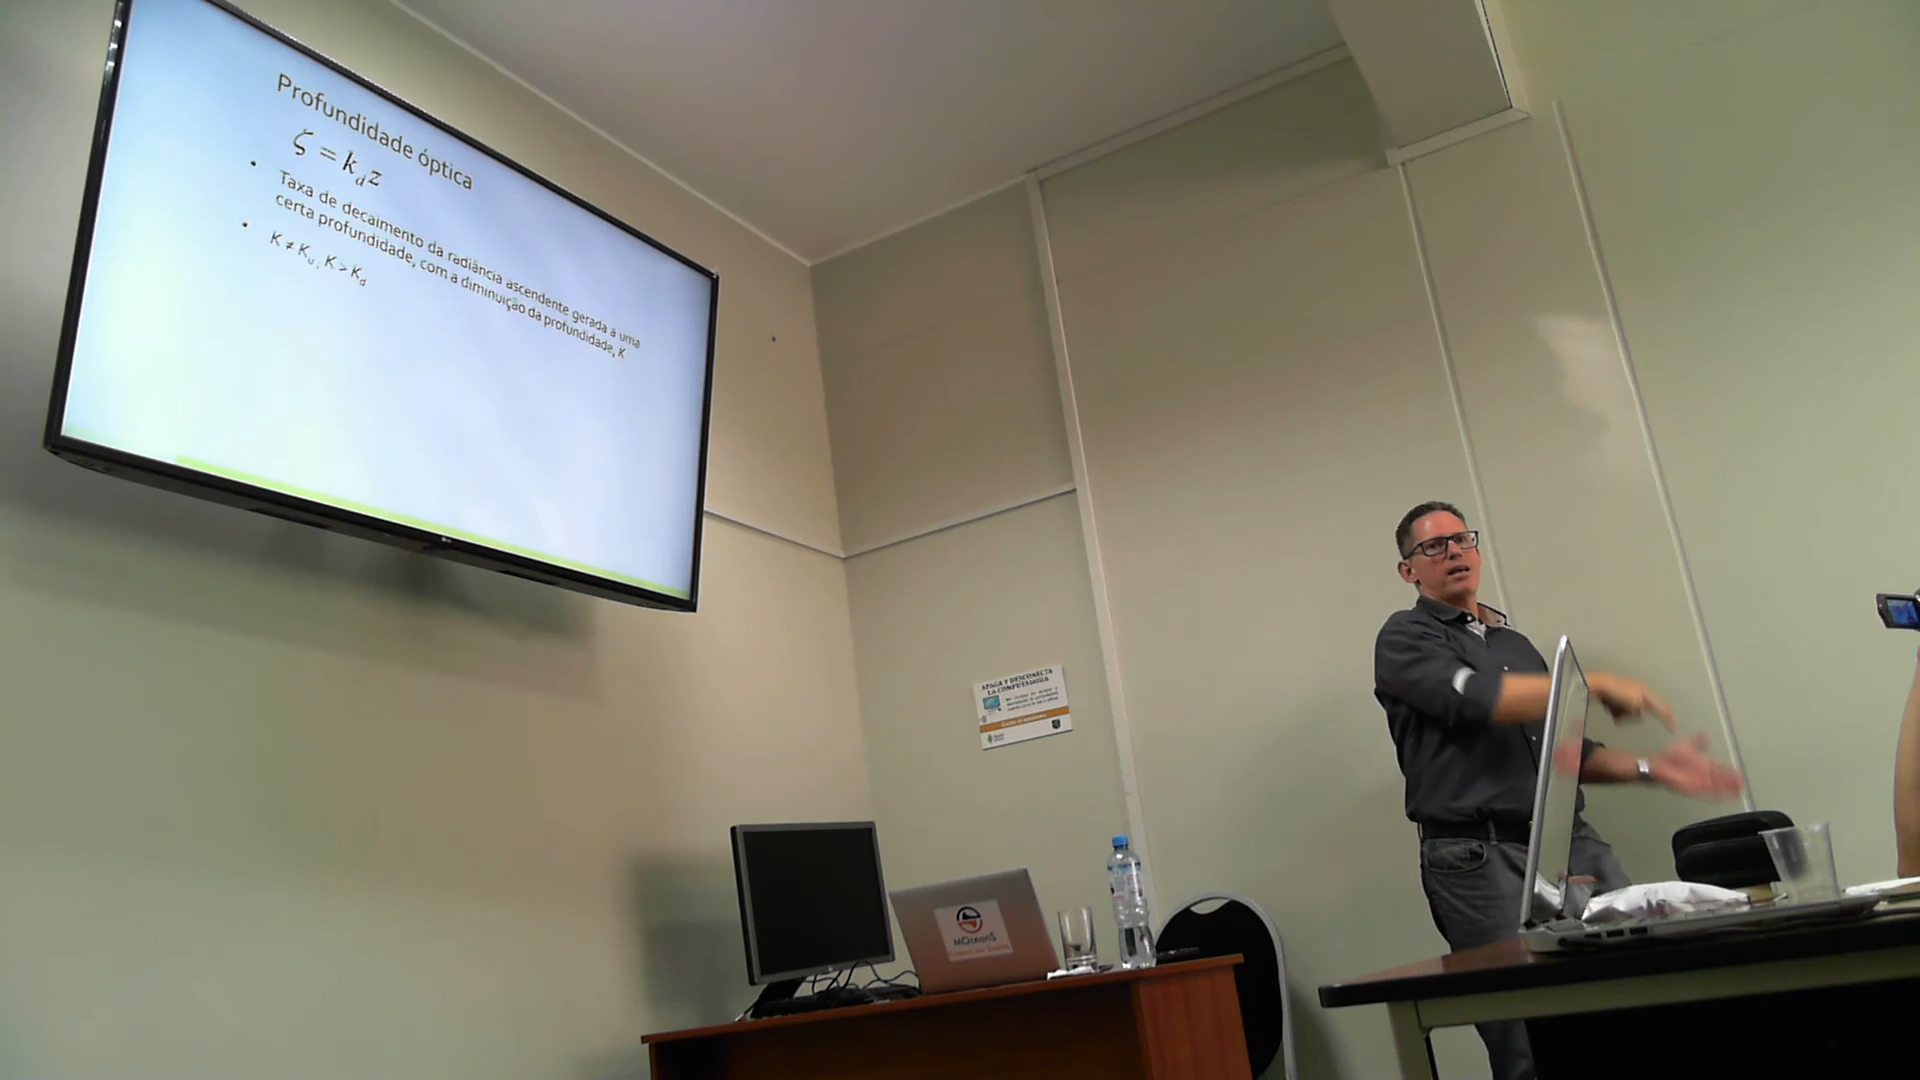 Profundidade óptica
ζ = k_d z
• Taxa de decaimento da radiância ascendente gerada a uma
certa profundidade, com a diminuição da profundidade, K
• K ≠ K_u ; K > K_d
APAGA Y DESCONECTA
LA COMPUTADORA
MOceanS